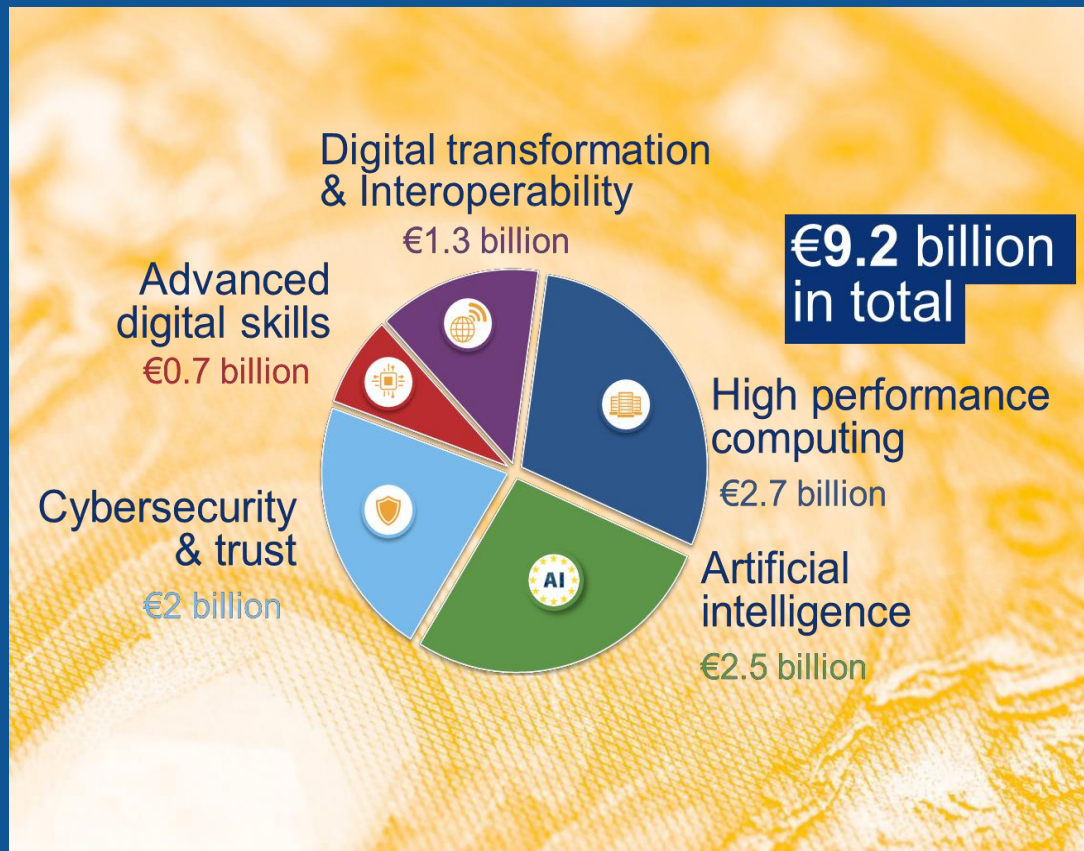 Digital transformation
& Interoperability
€1.3 billion
€9.2 billion
in total
Advanced
digital skills
€0.7 billion
High performance
computing
€2.7 billion
Cybersecurity
& trust
€2 billion
AI
Artificial
intelligence
€2.5 billion